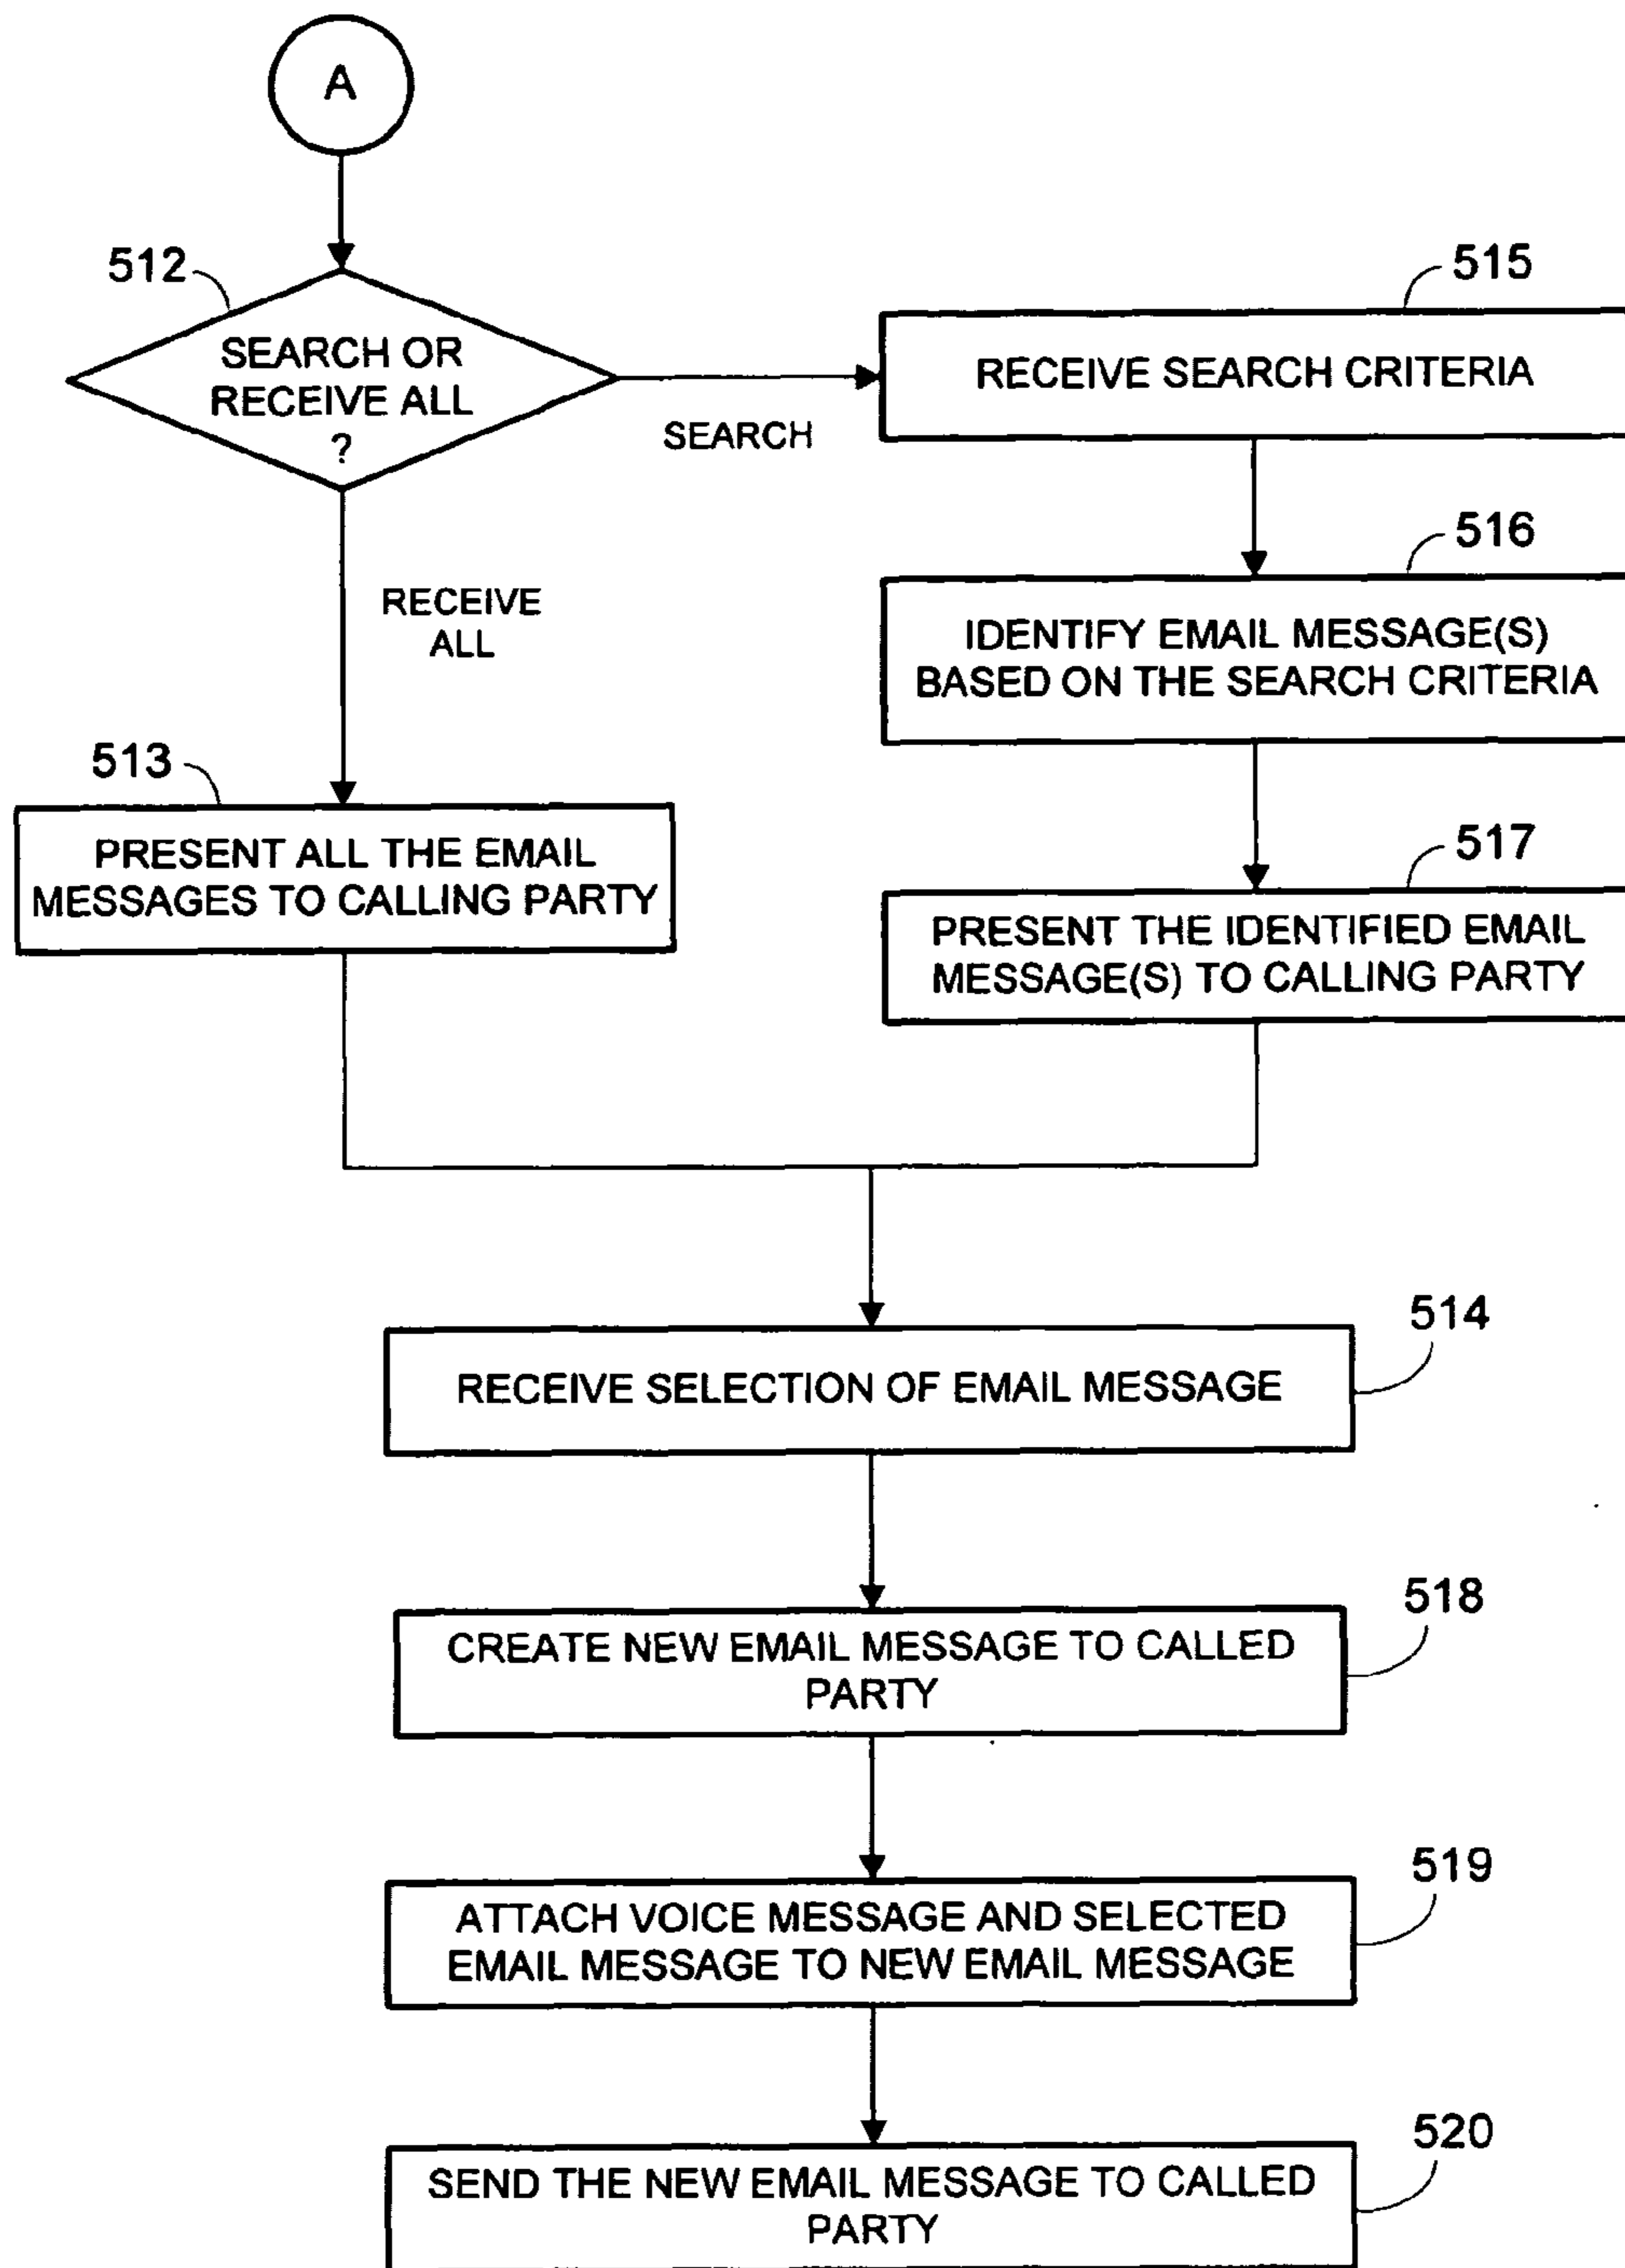 A
512
SEARCH OR
RECEIVE ALL
?
SEARCH
515
RECEIVE SEARCH CRITERIA
516
IDENTIFY EMAIL MESSAGE(S)
BASED ON THE SEARCH CRITERIA
RECEIVE
ALL
513
PRESENT ALL THE EMAIL
MESSAGES TO CALLING PARTY
517
PRESENT THE IDENTIFIED EMAIL
MESSAGE(S) TO CALLING PARTY
514
RECEIVE SELECTION OF EMAIL MESSAGE
518
CREATE NEW EMAIL MESSAGE TO CALLED
PARTY
519
ATTACH VOICE MESSAGE AND SELECTED
EMAIL MESSAGE TO NEW EMAIL MESSAGE
520
SEND THE NEW EMAIL MESSAGE TO CALLED
PARTY